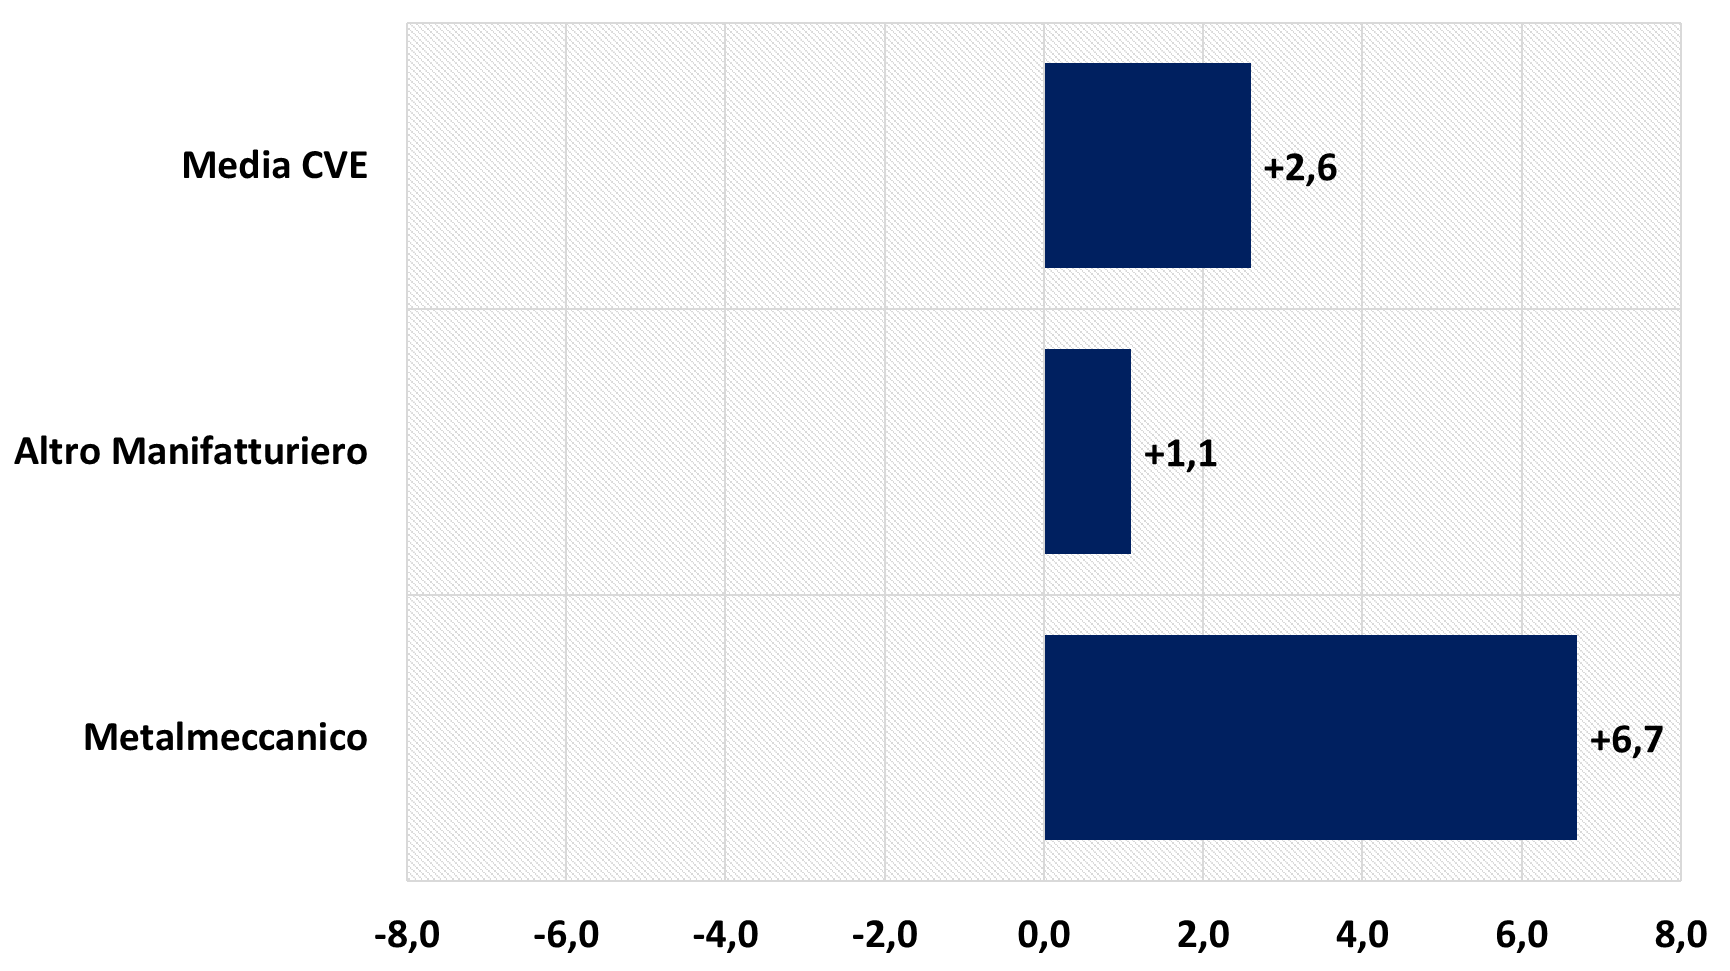 Media CVE
+2,6
Altro Manifatturiero
+1,1
Metalmeccanico
+6,7
-8,0 -6,0 -4,0 -2,0 0,0 2,0 4,0 6,0 8,0